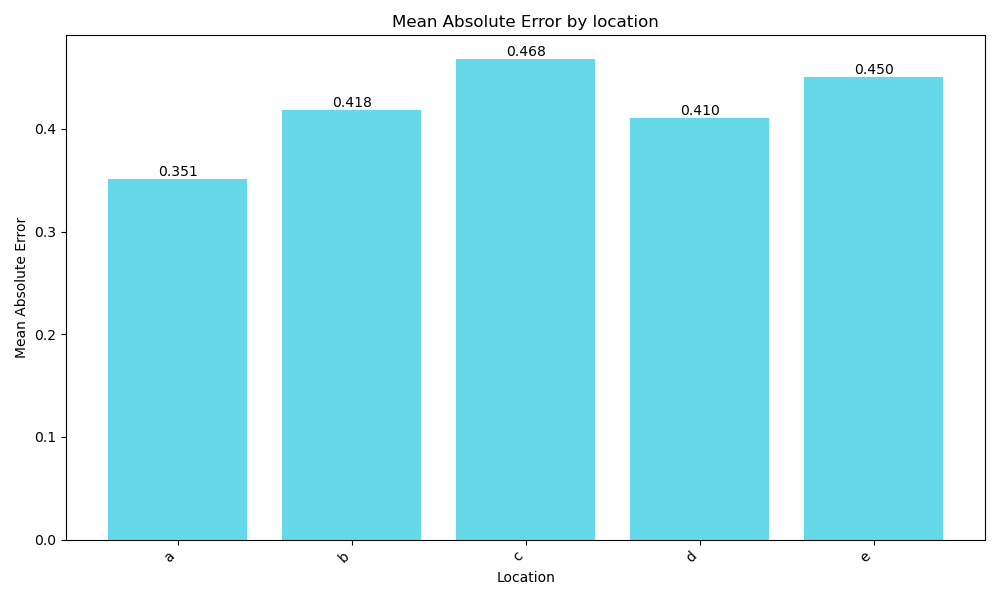 Mean Absolute Error by location
0.351
0.418
0.468
0.410
0.450
Mean Absolute Error
0.4
0.3
0.2
0.1
0.0
a
b
c
d
e
Location